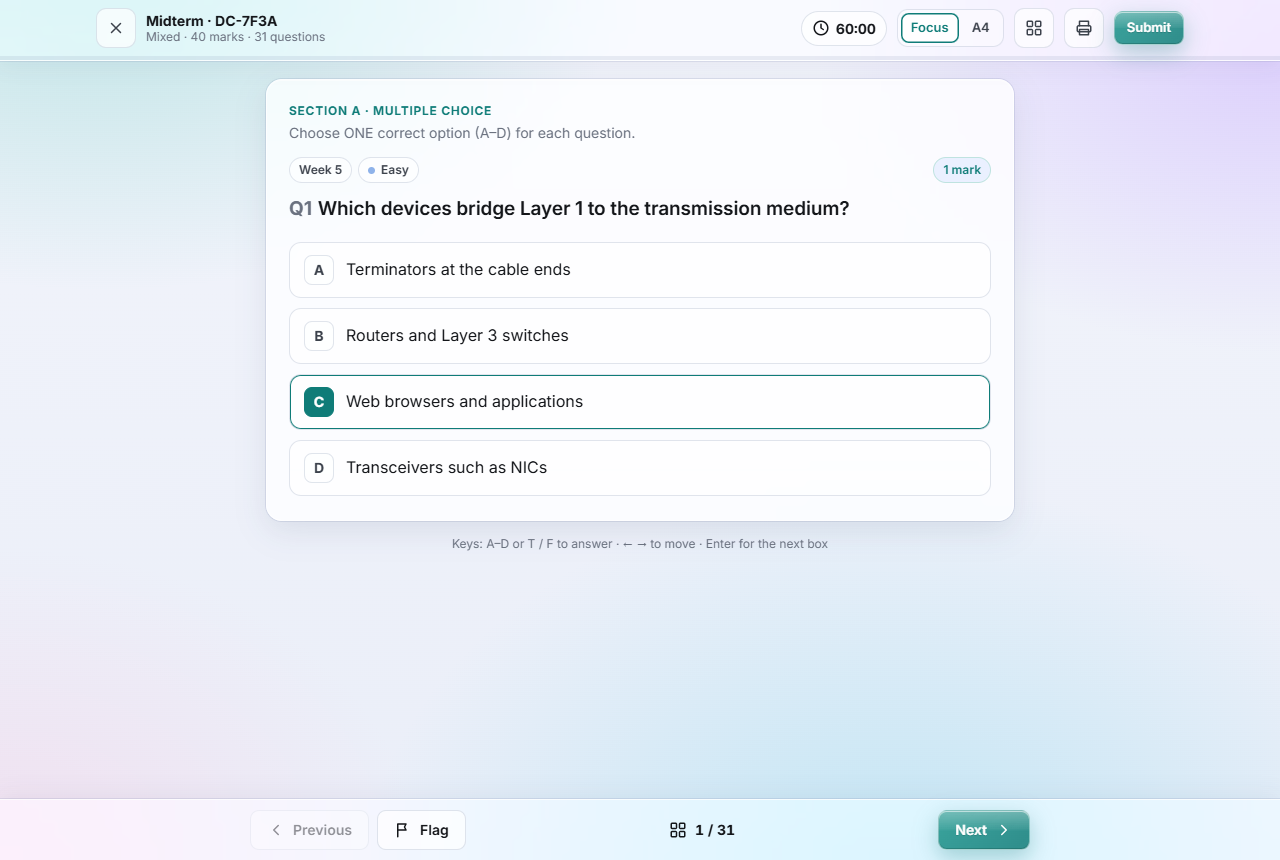 Midterm · DC-7F3A
Mixed · 40 marks · 31 questions
60:00
Focus
A4
Submit
SECTION A · MULTIPLE CHOICE
Choose ONE correct option (A–D) for each question.
Week 5
Easy
1 mark
Q1 Which devices bridge Layer 1 to the transmission medium?
A Terminators at the cable ends
B Routers and Layer 3 switches
C Web browsers and applications
D Transceivers such as NICs
Keys: A–D or T / F to answer · ← → to move · Enter for the next box
Previous
Flag
1 / 31
Next